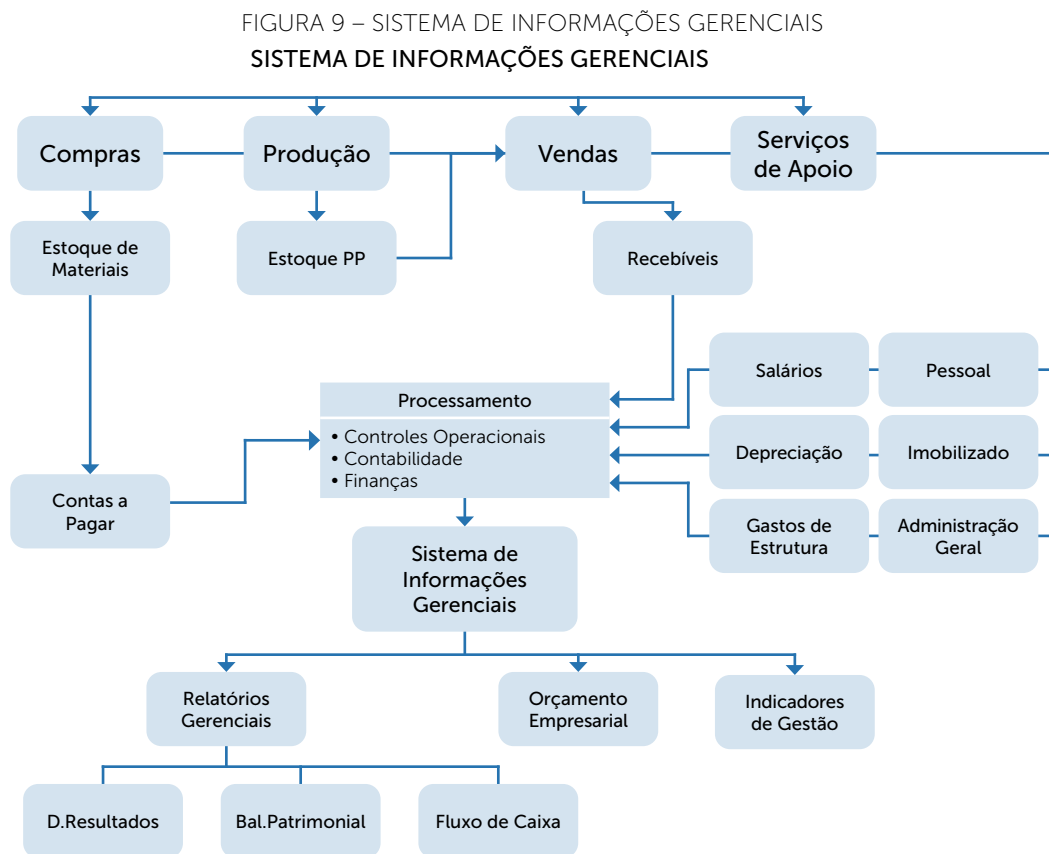 FIGURA 9 – SISTEMA DE INFORMAÇÕES GERENCIAIS
SISTEMA DE INFORMAÇÕES GERENCIAIS
Compras
Produção
Vendas
Serviços
de Apoio
Estoque de
Materiais
Estoque PP
Recebíveis
Salários
Pessoal
Processamento
• Controles Operacionais
• Contabilidade
• Finanças
Depreciação
Imobilizado
Contas a
Pagar
Gastos de
Estrutura
Administração
Geral
Sistema de
Informações
Gerenciais
Relatórios
Gerenciais
Orçamento
Empresarial
Indicadores
de Gestão
D.Resultados
Bal.Patrimonial
Fluxo de Caixa